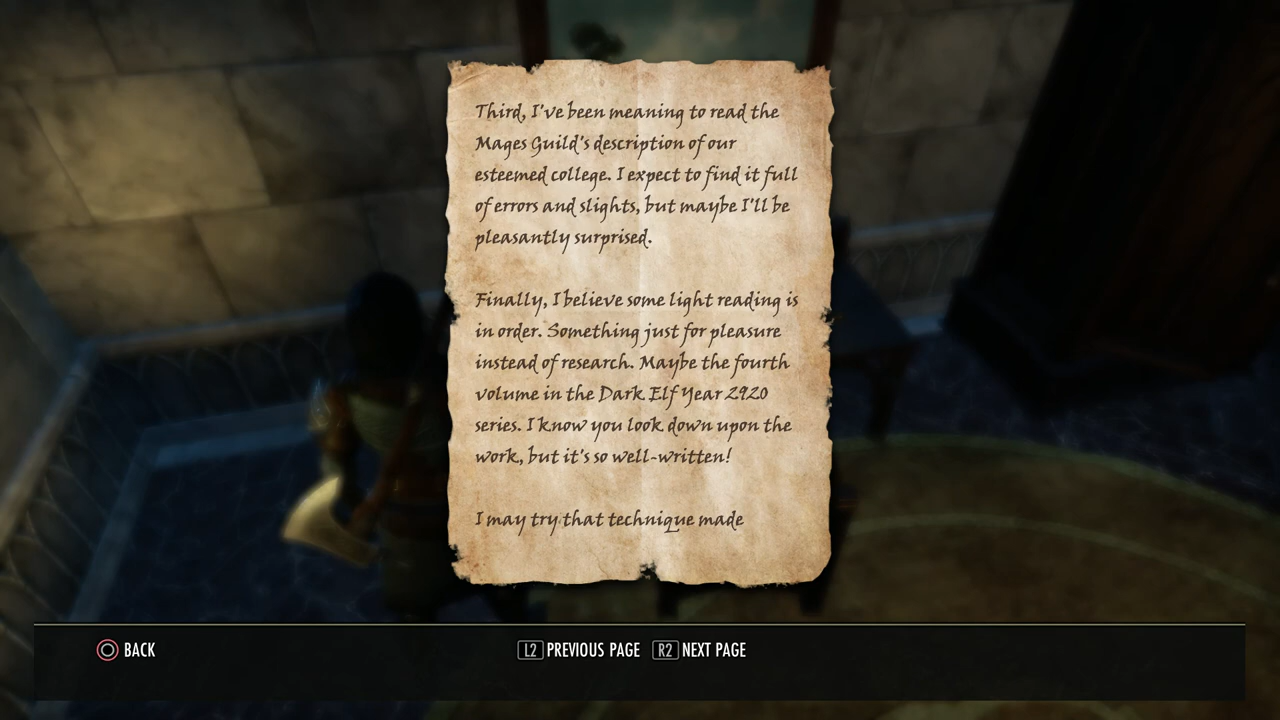 Third, I've been meaning to read the
Mages Guild's description of our
esteemed college. I expect to find it full
of errors and slights, but maybe I'll be
pleasantly surprised.
Finally, I believe some light reading is
in order. Something just for pleasure
instead of research. Maybe the fourth
volume in the Dark Elf Year 2920
series. I know you look down upon the
work, but it's so well-written!
I may try that technique made
BACK L2 PREVIOUS PAGE R2 NEXT PAGE